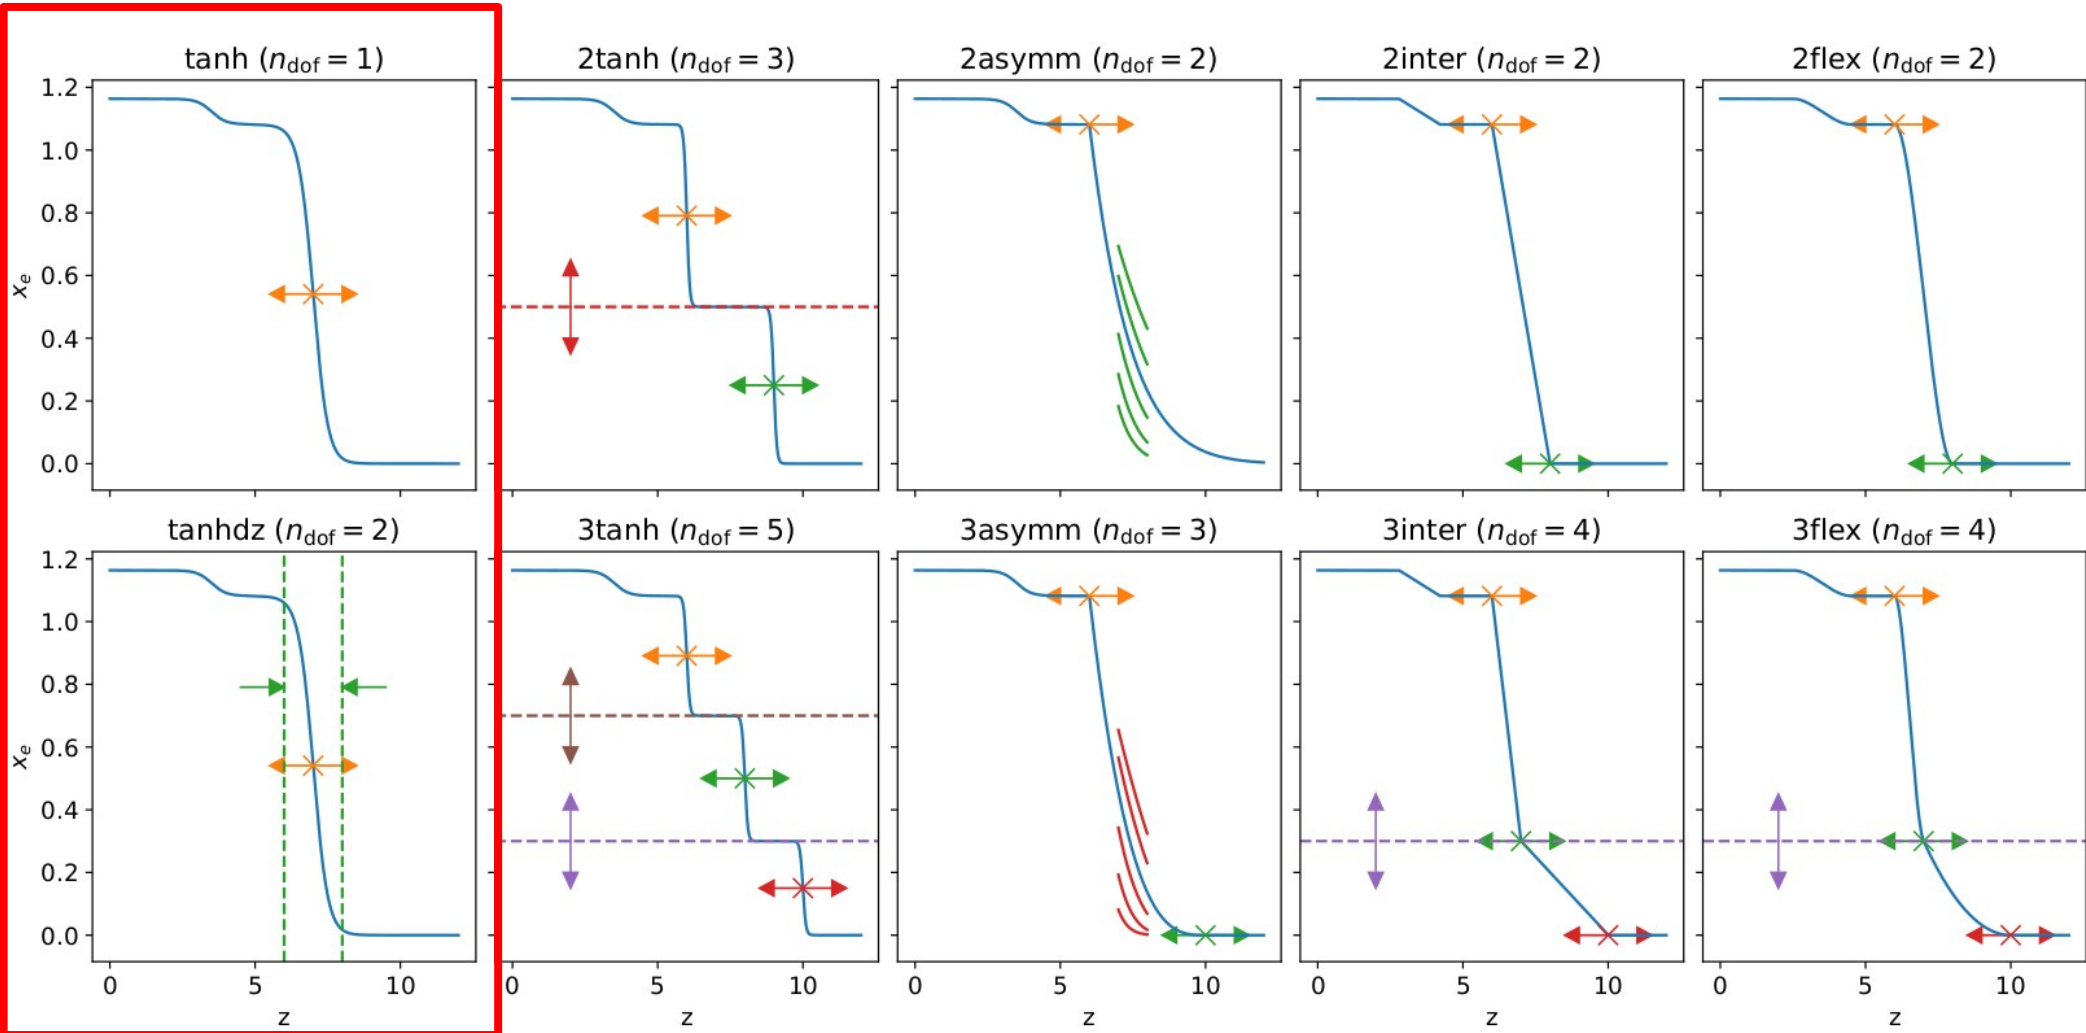 tanh (n_dof = 1)
2tanh (n_dof = 3)
2asymm (n_dof = 2)
2inter (n_dof = 2)
2flex (n_dof = 2)
1.2
1.0
0.8
0.6
0.4
0.2
0.0
x_e
tanhdz (n_dof = 2)
3tanh (n_dof = 5)
3asymm (n_dof = 3)
3inter (n_dof = 4)
3flex (n_dof = 4)
1.2
1.0
0.8
0.6
0.4
0.2
0.0
x_e
0 5 10
0 5 10
0 5 10
0 5 10
0 5 10
z
z
z
z
z